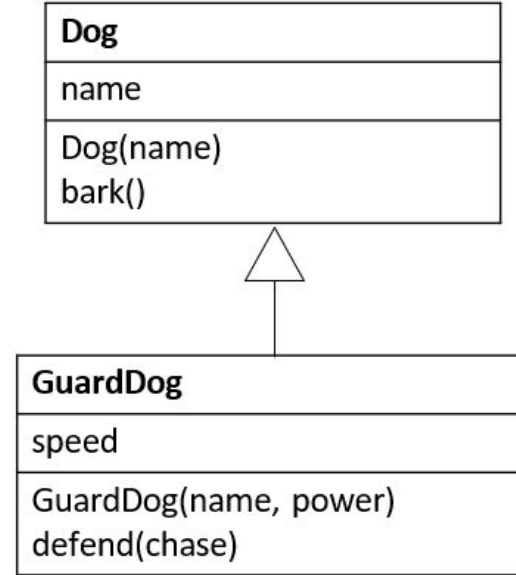 Dog
name
Dog(name)
bark()
GuardDog
speed
GuardDog(name, power)
defend(chase)